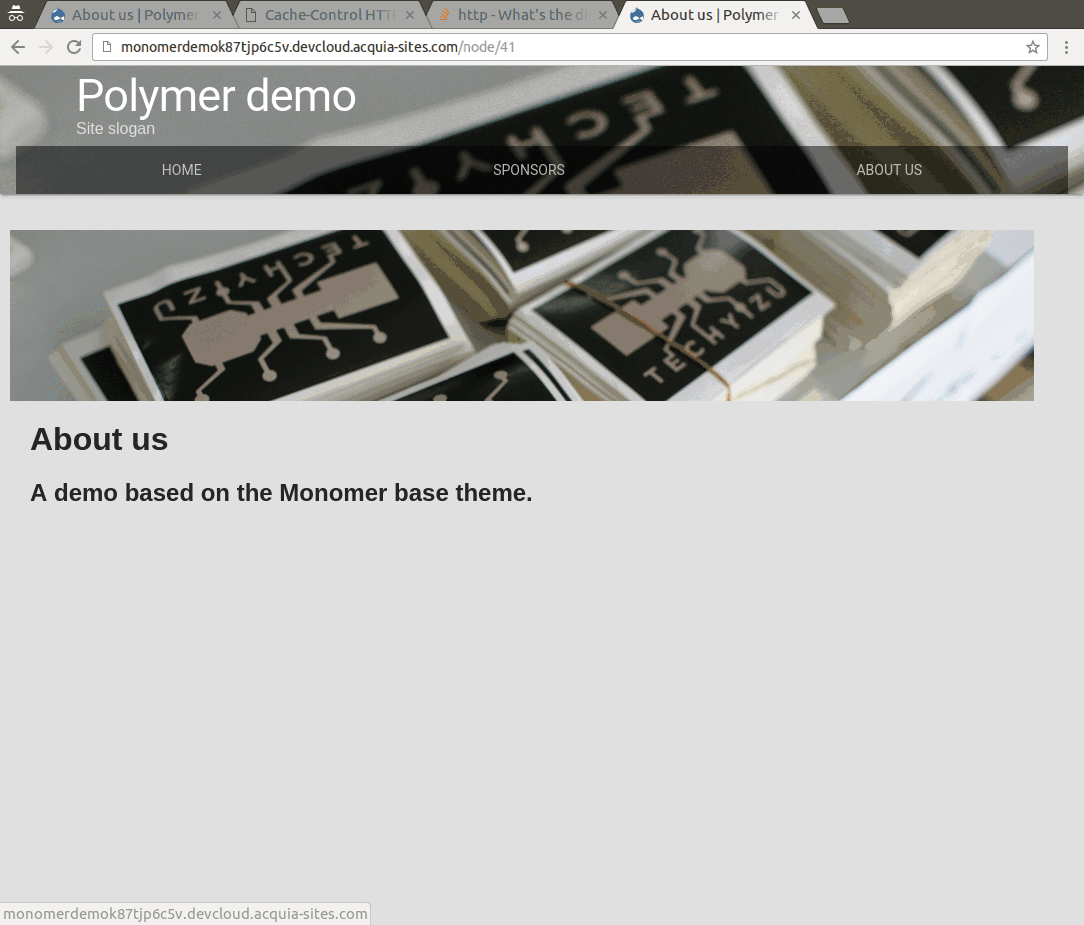 About us | Polymer
Cache-Control HTT
http - What's the di
About us | Polymer
monomerdemok87tjp6c5v.devcloud.acquia-sites.com/node/41
Polymer demo
Site slogan
TECHYIZU
HOME SPONSORS ABOUT US
TECHYIZU
TECHYIZU
About us
A demo based on the Monomer base theme.
monomerdemok87tjp6c5v.devcloud.acquia-sites.com